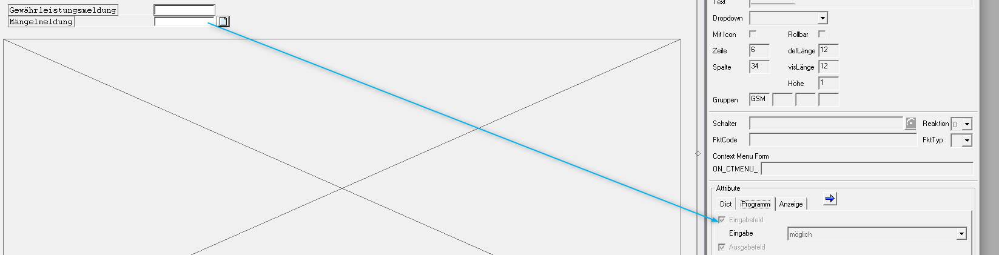 Gewährleistungsmeldung
Mängelmeldung
Text
Dropdown
Mit Icon Rollbar
Zeile 6 defLänge 12
Spalte 34 visLänge 12
Höhe 1
Gruppen GSM
Schalter Reaktion D
FktCode FktTyp
Context Menu Form
ON_CTMENU_
Attribute
Dict Programm Anzeige
Eingabefeld
Eingabe möglich
Ausgabefeld